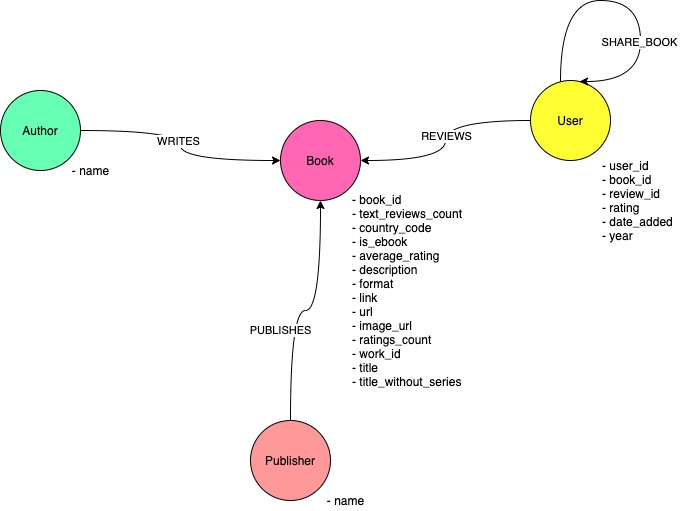 SHARE_BOOK
Author
WRITES
- name
Book
REVIEWS
User
- user_id
- book_id
- review_id
- rating
- date_added
- year
- book_id
- text_reviews_count
- country_code
- is_ebook
- average_rating
- description
- format
- link
- url
- image_url
- ratings_count
- work_id
- title
- title_without_series
PUBLISHES
Publisher
- name